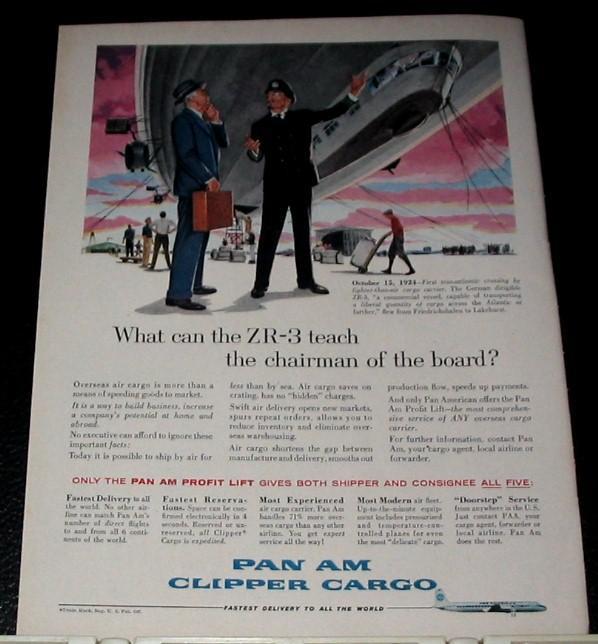 October 15, 1924—First transatlantic crossing by
lighter-than-air cargo carrier. The German dirigible
ZR-3, "a commercial vessel, capable of transporting
a liberal quantity of cargo across the Atlantic or
farther," flew from Friedrichshafen to Lakehurst.
What can the ZR-3 teach
the chairman of the board?
Overseas air cargo is more than a
means of speeding goods to market.
It is a way to build business, increase
a company's potential at home and
abroad.
No executive can afford to ignore these
important facts:
Today it is possible to ship by air for
less than by sea. Air cargo saves on
crating, has no "hidden" charges.
Swift air delivery opens new markets,
spurs repeat orders, allows you to
reduce inventory and eliminate over-
seas warehousing.
Air cargo shortens the gap between
manufacture and delivery, smooths out
production flow, speeds up payments.
And only Pan American offers the Pan
Am Profit Lift—the most comprehen-
sive service of ANY overseas cargo
airline.
For further information, contact Pan
Am, your cargo agent, local airline or
forwarder.
ONLY THE PAN AM PROFIT LIFT GIVES BOTH SHIPPER AND CONSIGNEE ALL FIVE:
Fastest Delivery to all
the world. No other air-
line can match Pan Am's
number of direct flights
to and from all 6 conti-
nents of the world.
Fastest Reserva-
tions. Space can be con-
firmed electronically in 4
seconds. Reserved or un-
reserved, all Clipper*
Cargo is expedited.
Most Experienced
air cargo carrier. Pan Am
handles 71% more over-
seas cargo than any other
airline. You get expert
service all the way!
Most Modern air fleet.
Up-to-the-minute equip-
ment includes pressurized
and temperature-con-
trolled planes for even
the most "delicate" cargo.
"Doorstep" Service
from anywhere in the U.S.
Just contact PAA, your
cargo agent, forwarder or
local airline. Pan Am
does the rest.
PAN AM
CLIPPER CARGO
*Trade Mark, Reg. U. S. Pat. Off.
FASTEST DELIVERY TO ALL THE WORLD